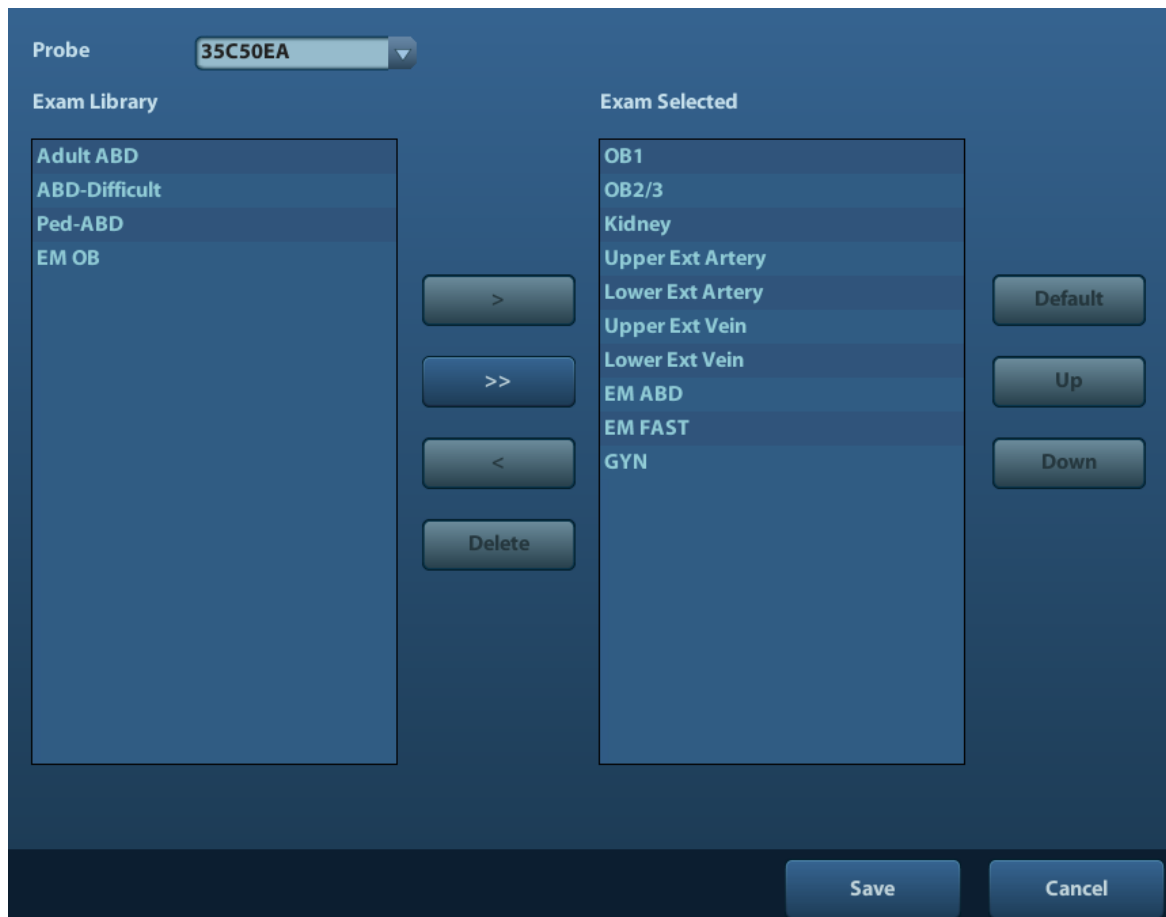 Probe 35C50EA
Exam Library
Exam Selected
Adult ABD
ABD-Difficult
Ped-ABD
EM OB
>
>>
<
Delete
OB1
OB2/3
Kidney
Upper Ext Artery
Lower Ext Artery
Upper Ext Vein
Lower Ext Vein
EM ABD
EM FAST
GYN
Default
Up
Down
Save
Cancel